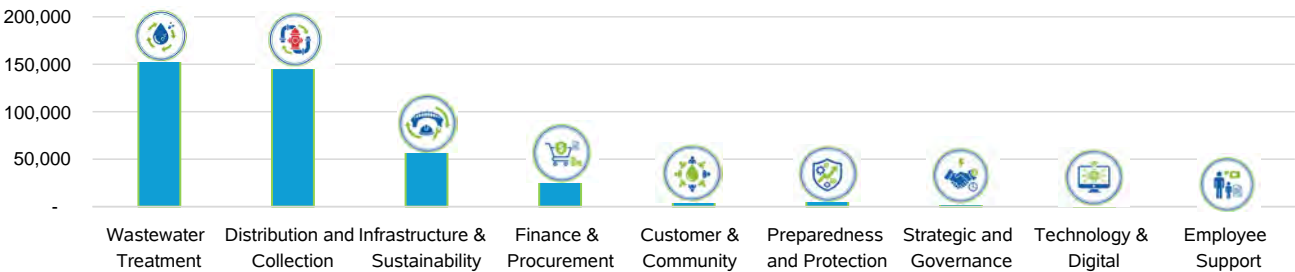 200,000
150,000
100,000
50,000
-
Wastewater Treatment
Distribution and Collection
Infrastructure & Sustainability
Finance & Procurement
Customer & Community
Preparedness and Protection
Strategic and Governance
Technology & Digital
Employee Support